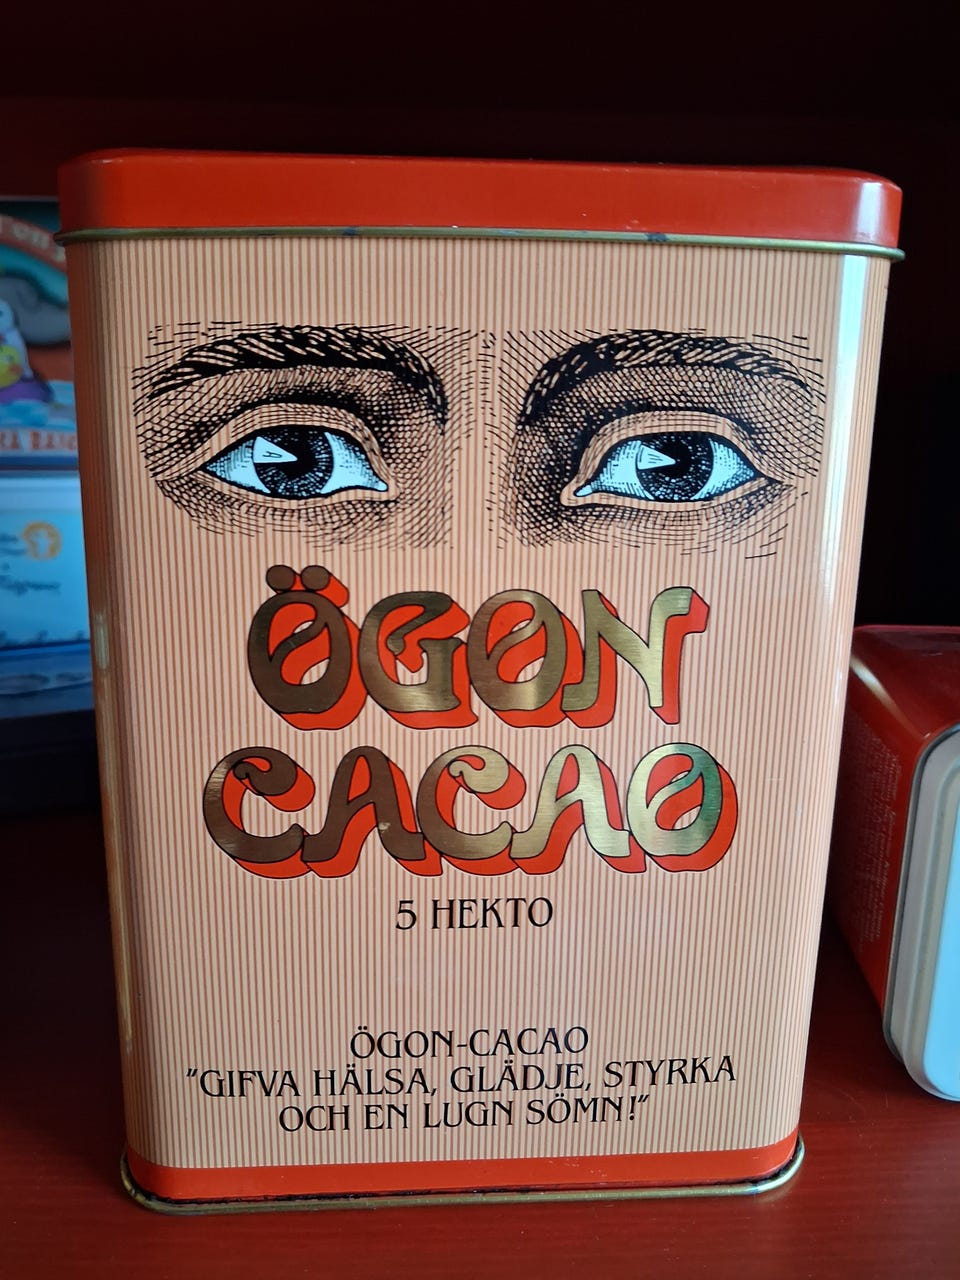 ÖGON
CACAO
5 HEKTO
ÖGON-CACAO
"GIFVA HÄLSA, GLÄDJE, STYRKA
OCH EN LUGN SÖMN!"